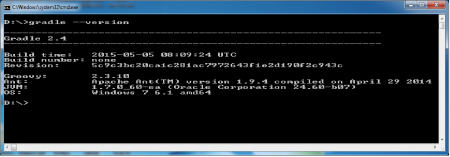 C:\Windows\system32\cmd.exe
D:\>gradle --version
------------------------------------------------------------
Gradle 2.4
------------------------------------------------------------
Build time:   2015-05-05 08:09:24 UTC
Build number: none
Revision:     5c9c3bc20ca1c281ac7972643f1e2d190f2c943c
Groovy:       2.3.10
Ant:          Apache Ant(TM) version 1.9.4 compiled on April 29 2014
JVM:          1.7.0_60-ea (Oracle Corporation 24.60-b07)
OS:           Windows 7 6.1 amd64
D:\>